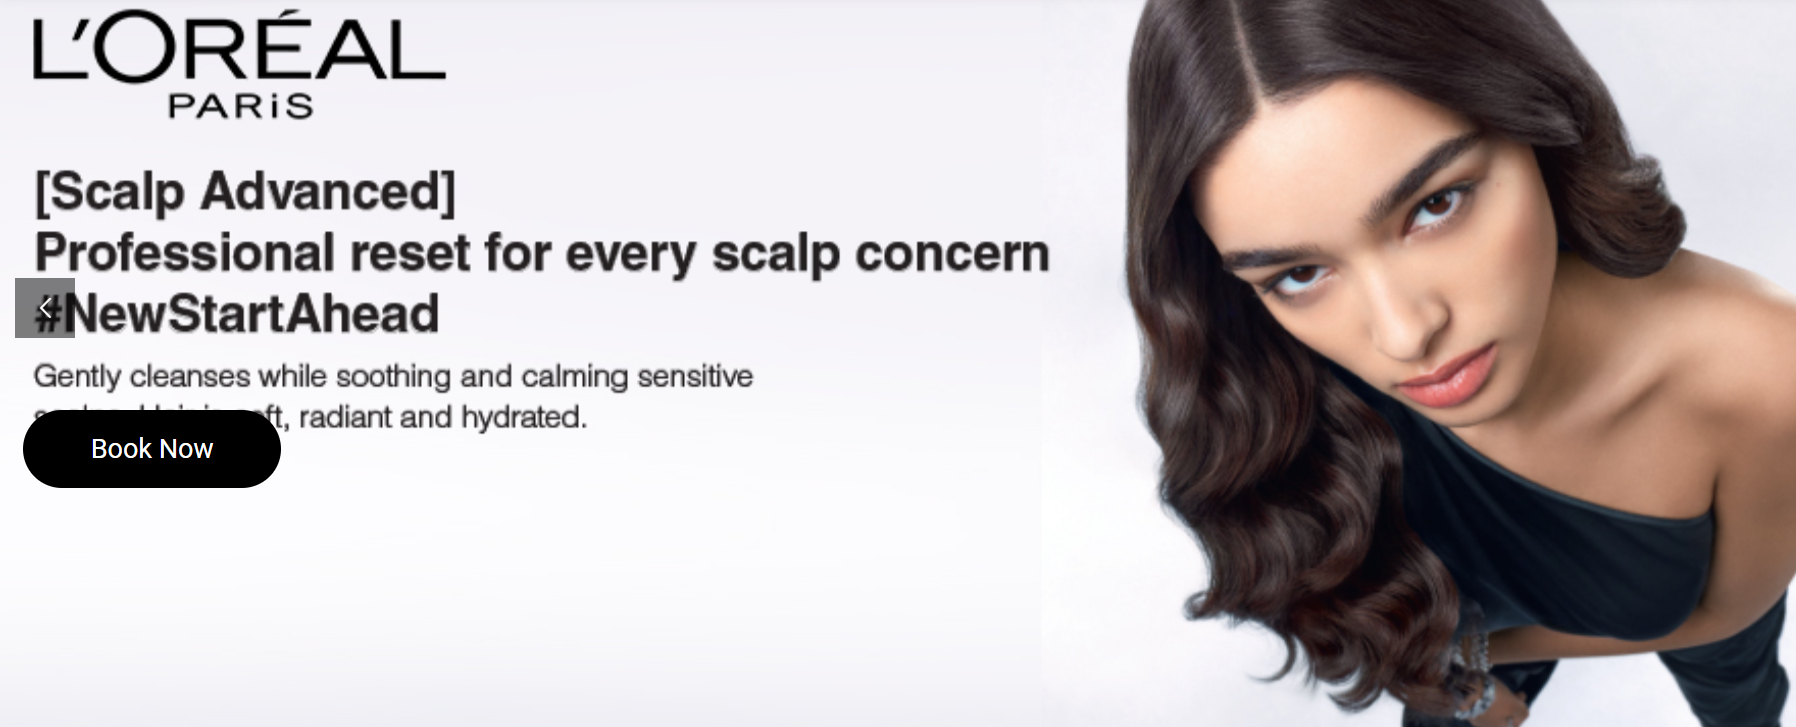 L'ORÉAL
PARiS
[Scalp Advanced]
Professional reset for every scalp concern
#NewStartAhead
Gently cleanses while soothing and calming sensitive
radiant and hydrated.
Book Now